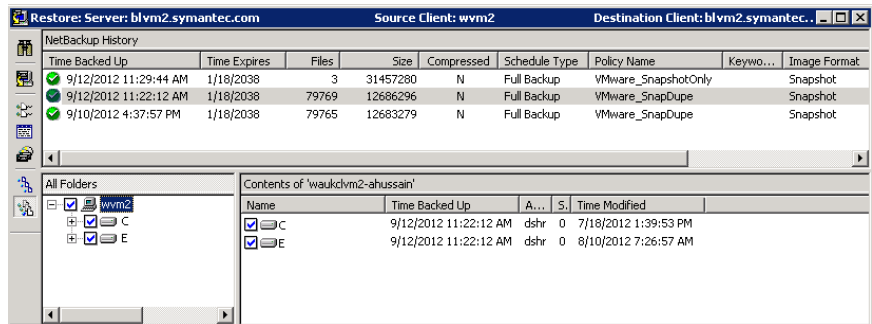 Restore: Server: blvm2.symantec.com Source Client: wvm2 Destination Client: blvm2.symantec..
NetBackup History
Time Backed Up Time Expires Files Size Compressed Schedule Type Policy Name Keywo... Image Format
9/12/2012 11:29:44 AM 1/18/2038 3 31457280 N Full Backup VMware_SnapshotOnly Snapshot
9/12/2012 11:22:12 AM 1/18/2038 79769 12686296 N Full Backup VMware_SnapDupe Snapshot
9/10/2012 4:37:57 PM 1/18/2038 79765 12683279 N Full Backup VMware_SnapDupe Snapshot
All Folders Contents of 'waukclvm2-ahussain'
wvm2 Name Time Backed Up A... S. Time Modified
C C 9/12/2012 11:22:12 AM dshr 0 7/18/2012 1:39:53 PM
E E 9/12/2012 11:22:12 AM dshr 0 8/10/2012 7:26:57 AM